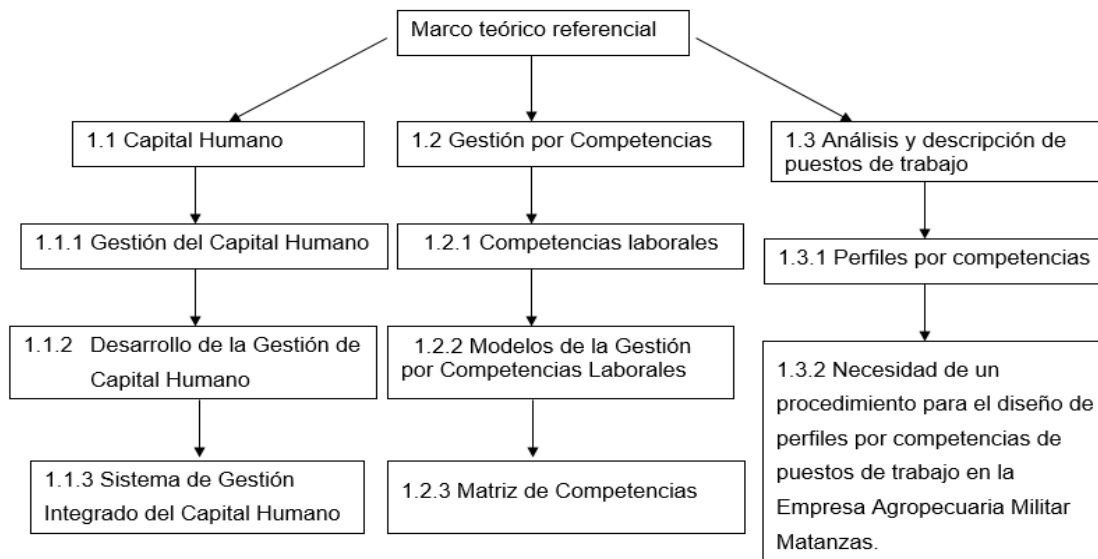 Marco teórico referencial
1.1 Capital Humano
1.2 Gestión por Competencias
1.3 Análisis y descripción de
puestos de trabajo
1.1.1 Gestión del Capital Humano
1.2.1 Competencias laborales
1.3.1 Perfiles por competencias
1.1.2 Desarrollo de la Gestión de
Capital Humano
1.2.2 Modelos de la Gestión
por Competencias Laborales
1.3.2 Necesidad de un
procedimiento para el diseño de
perfiles por competencias de
puestos de trabajo en la
Empresa Agropecuaria Militar
Matanzas.
1.1.3 Sistema de Gestión
Integrado del Capital Humano
1.2.3 Matriz de Competencias